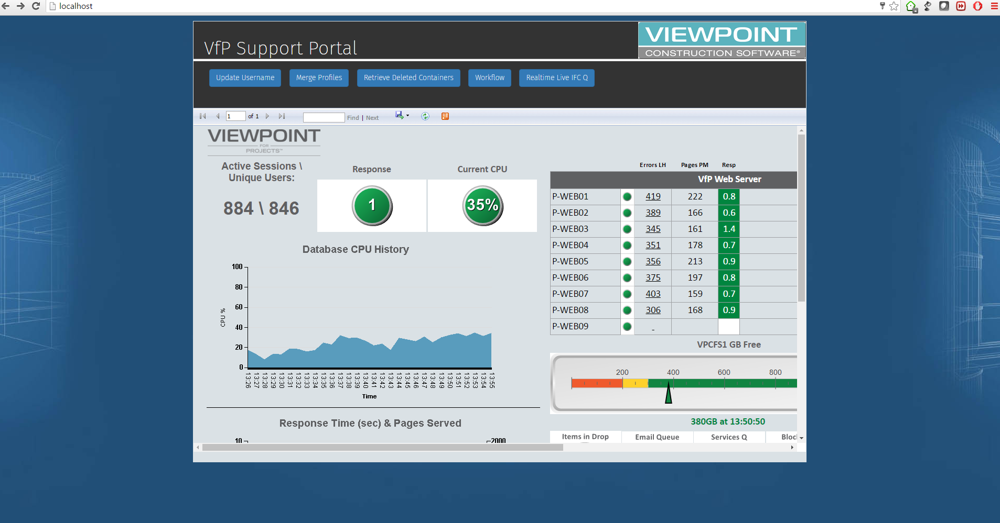 localhost
VfP Support Portal
VIEWPOINT
CONSTRUCTION SOFTWARE®
Update Username Merge Profiles Retrieve Deleted Containers Workflow Realtime Live IFC Q
1 of 1 Find | Next
VIEWPOINT
FOR
PROJECTS™
Active Sessions \
Unique Users:
884 \ 846
Response
1
Current CPU
35%
Database CPU History
100
80
60
40
20
0
CPU %
13:26 13:27 13:28 13:29 13:30 13:31 13:32 13:33 13:34 13:35 13:36 13:37 13:38 13:39 13:40 13:41 13:42 13:43 13:44 13:45 13:46 13:47 13:48 13:49 13:50 13:51 13:52 13:53 13:54 13:55
Time
Response Time (sec) & Pages Served
10 2000
Errors LH Pages PM Resp
VfP Web Server
P-WEB01 419 222 0.8
P-WEB02 389 166 0.6
P-WEB03 345 161 1.4
P-WEB04 351 178 0.7
P-WEB05 356 213 0.9
P-WEB06 375 197 0.8
P-WEB07 403 159 0.7
P-WEB08 306 168 0.9
P-WEB09 -
VPCFS1 GB Free
200 400 600 800
380GB at 13:50:50
Items in Drop Email Queue Services Q Bloc